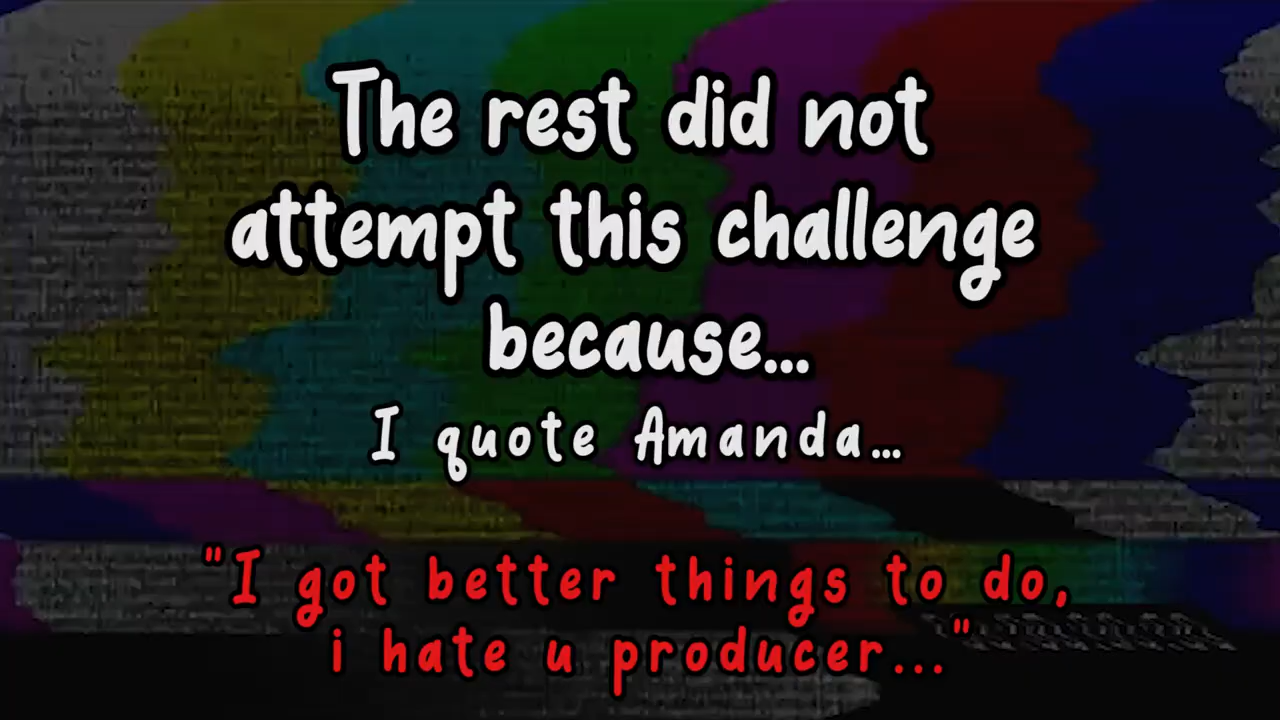 The rest did not
attempt this challenge
because...
I quote Amanda...
"I got better things to do,
i hate u producer..."